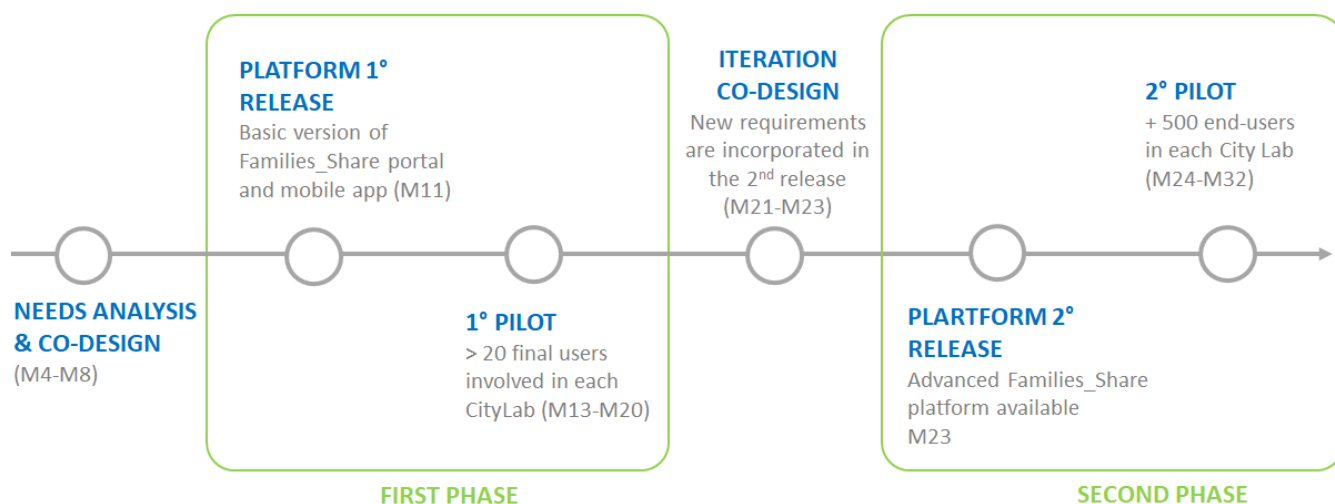 NEEDS ANALYSIS
& CO-DESIGN
(M4-M8)
PLATFORM 1°
RELEASE
Basic version of
Families_Share portal
and mobile app (M11)
1° PILOT
> 20 final users
involved in each
CityLab (M13-M20)
FIRST PHASE
ITERATION
CO-DESIGN
New requirements
are incorporated in
the 2nd release
(M21-M23)
PLARTFORM 2°
RELEASE
Advanced Families_Share
platform available
M23
2° PILOT
+ 500 end-users
in each City Lab
(M24-M32)
SECOND PHASE